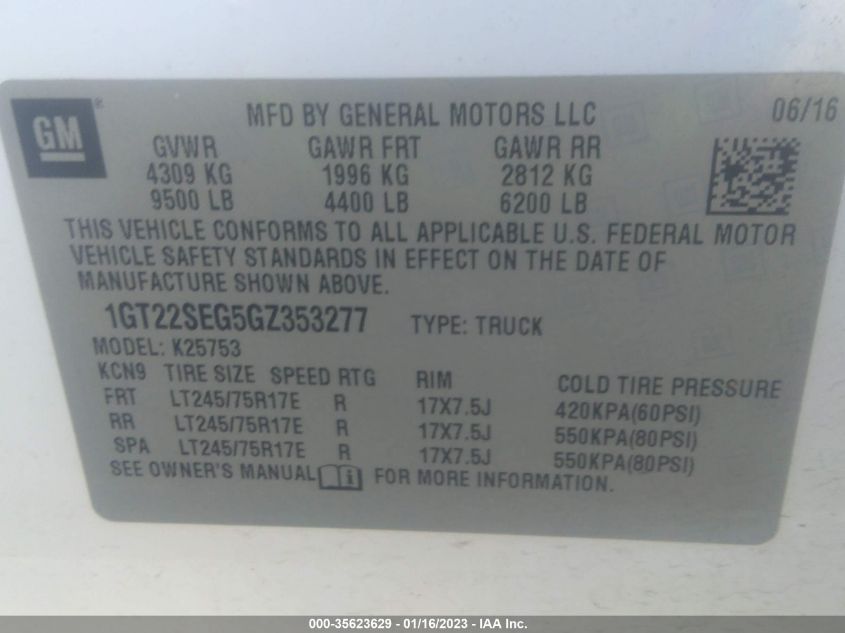 GM ® MFD BY GENERAL MOTORS LLC 06/16
GVWR GAWR FRT GAWR RR
4309 KG 1996 KG 2812 KG
9500 LB 4400 LB 6200 LB
THIS VEHICLE CONFORMS TO ALL APPLICABLE U.S. FEDERAL MOTOR
VEHICLE SAFETY STANDARDS IN EFFECT ON THE DATE OF
MANUFACTURE SHOWN ABOVE.
1GT22SEG5GZ353277 TYPE: TRUCK
MODEL: K25753
KCN9 TIRE SIZE SPEED RTG RIM COLD TIRE PRESSURE
FRT LT245/75R17E R 17X7.5J 420KPA(60PSI)
RR LT245/75R17E R 17X7.5J 550KPA(80PSI)
SPA LT245/75R17E R 17X7.5J 550KPA(80PSI)
SEE OWNER'S MANUAL i FOR MORE INFORMATION.
000-35623629 - 01/16/2023 - IAA Inc.